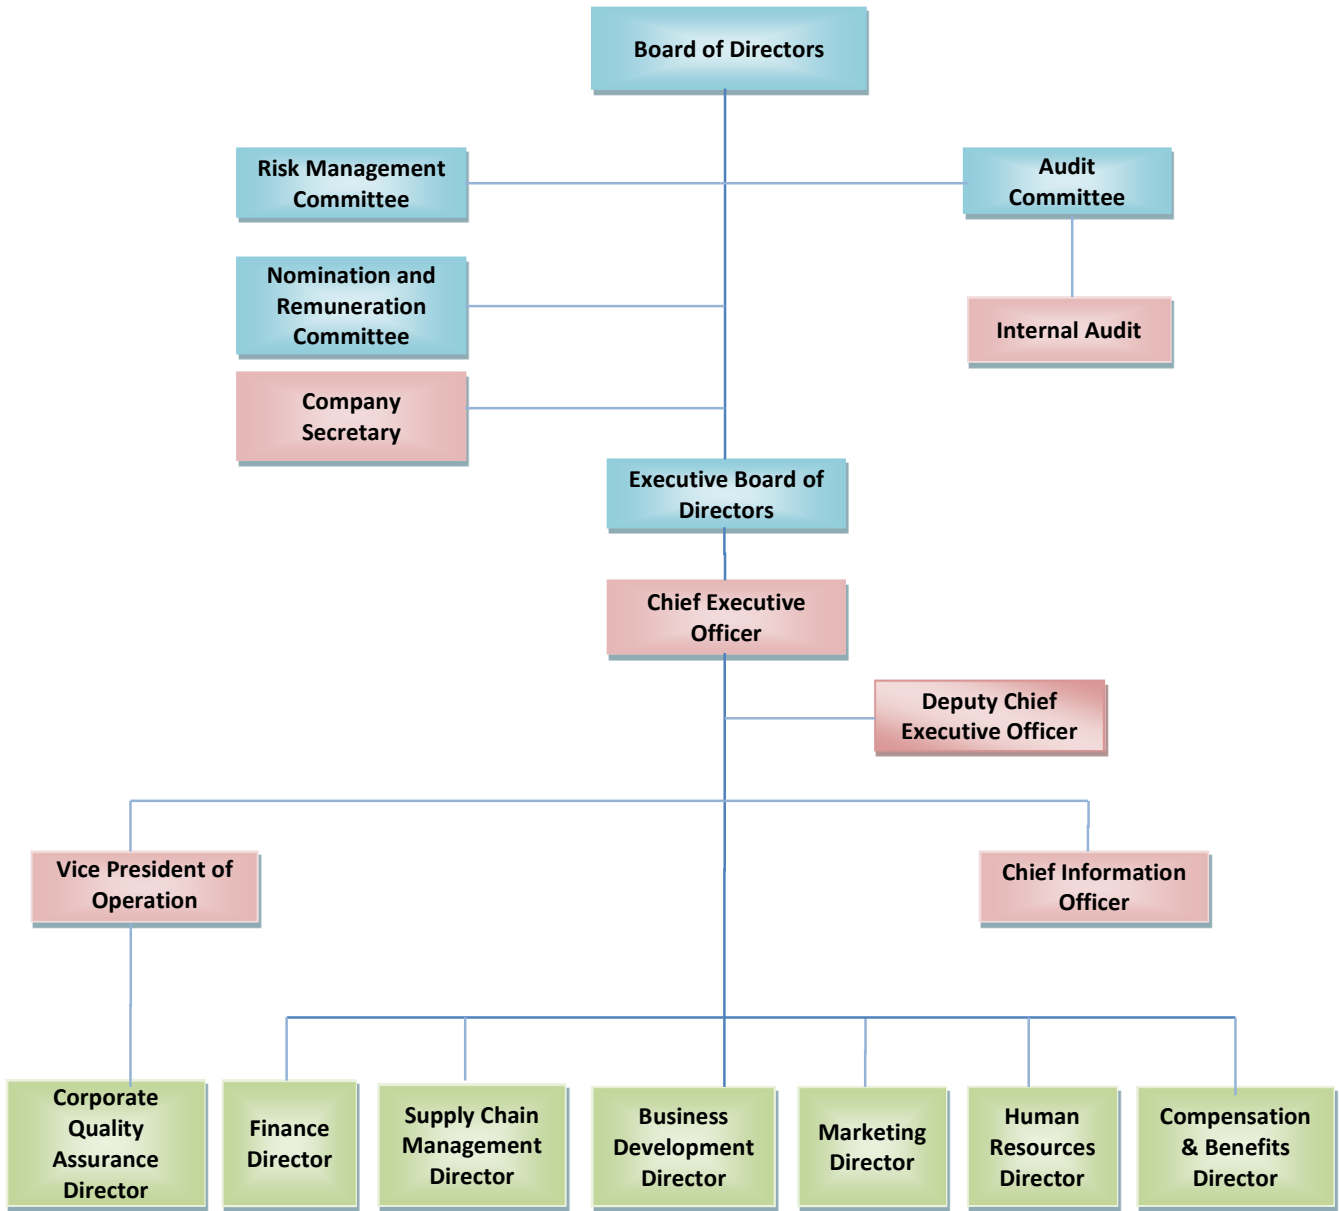 Board of Directors
Risk Management
Committee
Audit
Committee
Nomination and
Remuneration
Committee
Internal Audit
Company
Secretary
Executive Board of
Directors
Chief Executive
Officer
Deputy Chief
Executive Officer
Vice President of
Operation
Chief Information
Officer
Corporate
Quality
Assurance
Director
Finance
Director
Supply Chain
Management
Director
Business
Development
Director
Marketing
Director
Human
Resources
Director
Compensation
& Benefits
Director